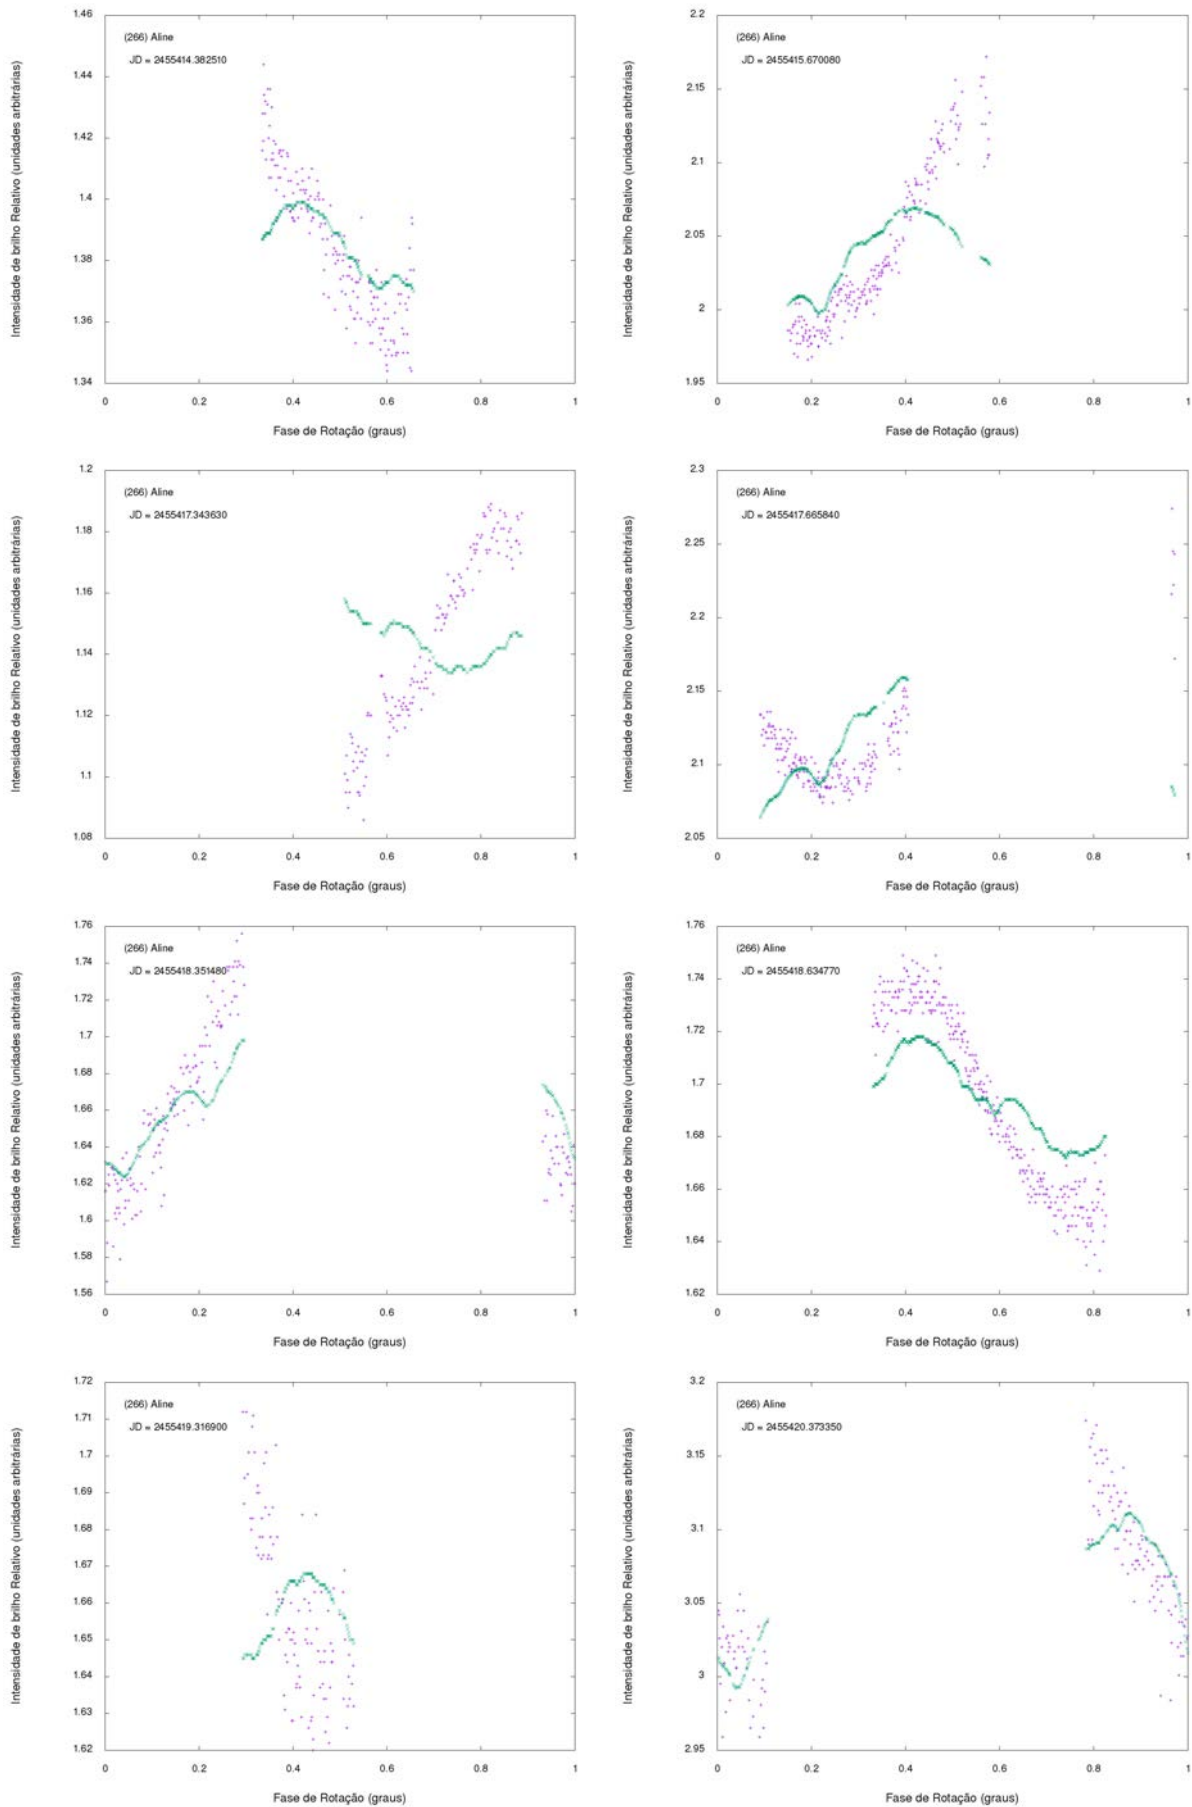 1.46
(266) Aline
JD = 2455414.382510
1.44
1.42
1.4
1.38
1.36
1.34
0 0.2 0.4 0.6 0.8 1
Intensidade de brilho Relativo (unidades arbitrárias)
Fase de Rotação (graus)
2.2
(266) Aline
JD = 2455415.670080
2.15
2.1
2.05
2
1.95
0 0.2 0.4 0.6 0.8 1
Intensidade de brilho Relativo (unidades arbitrárias)
Fase de Rotação (graus)
1.2
(266) Aline
JD = 2455417.343630
1.18
1.16
1.14
1.12
1.1
1.08
0 0.2 0.4 0.6 0.8 1
Intensidade de brilho Relativo (unidades arbitrárias)
Fase de Rotação (graus)
2.3
(266) Aline
JD = 2455417.665840
2.25
2.2
2.15
2.1
2.05
0 0.2 0.4 0.6 0.8 1
Intensidade de brilho Relativo (unidades arbitrárias)
Fase de Rotação (graus)
1.76
(266) Aline
JD = 2455418.351480
1.74
1.72
1.7
1.68
1.66
1.64
1.62
1.6
1.58
1.56
0 0.2 0.4 0.6 0.8 1
Intensidade de brilho Relativo (unidades arbitrárias)
Fase de Rotação (graus)
1.76
(266) Aline
JD = 2455418.634770
1.74
1.72
1.7
1.68
1.66
1.64
1.62
0 0.2 0.4 0.6 0.8 1
Intensidade de brilho Relativo (unidades arbitrárias)
Fase de Rotação (graus)
1.72
(266) Aline
JD = 2455419.316900
1.71
1.7
1.69
1.68
1.67
1.66
1.65
1.64
1.63
1.62
0 0.2 0.4 0.6 0.8 1
Intensidade de brilho Relativo (unidades arbitrárias)
Fase de Rotação (graus)
3.2
(266) Aline
JD = 2455420.373350
3.15
3.1
3.05
3
2.95
0 0.2 0.4 0.6 0.8 1
Intensidade de brilho Relativo (unidades arbitrárias)
Fase de Rotação (graus)